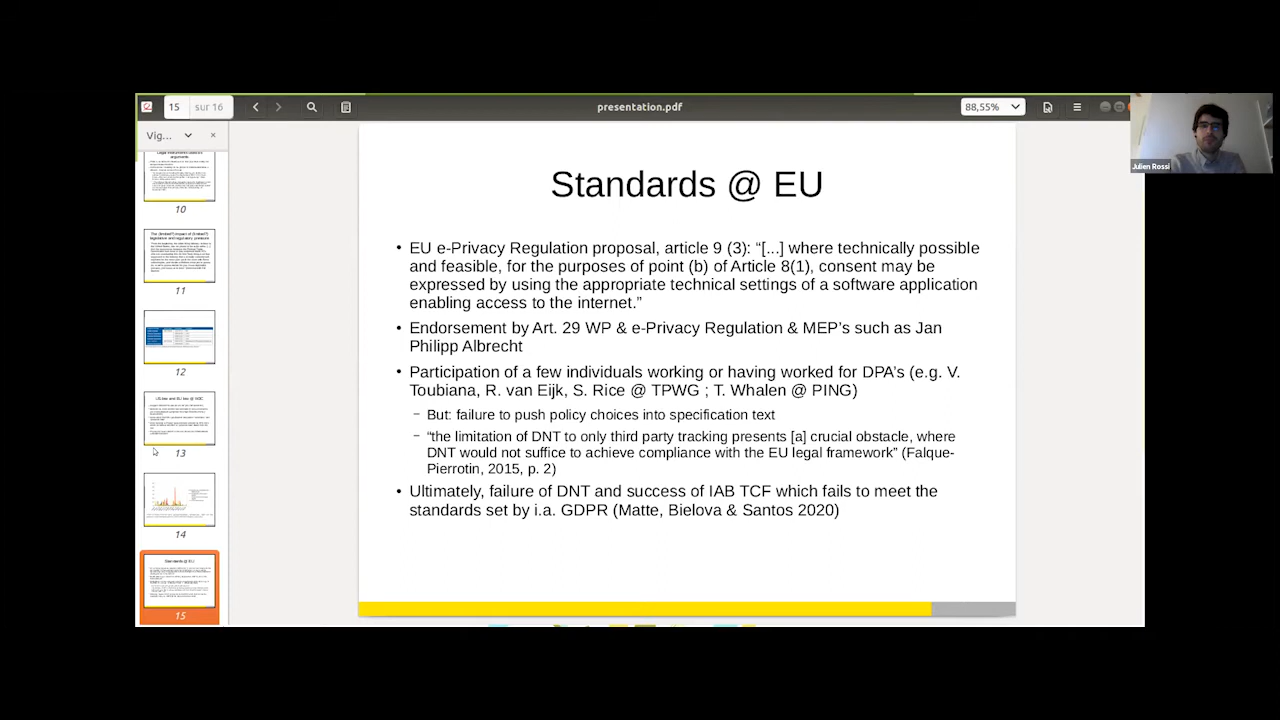 15 sur 16
presentation.pdf
88,55%
Vig...
Julien Rossi
10
11
12
13
14
Standards @ EU
15
Standards @ EU
• EU e-Privacy Regulation proposal, article 9 (3): “[...] where technically possible
and feasible, for the purposes of point (b) of Article 8(1), consent may be
expressed by using the appropriate technical settings of a software application
enabling access to the internet.”
• Endorsement by Art. 29WP in e-Privacy Regulation & MEP’s such as Jan
Philipp Albrecht
• Participation of a few individuals working or having worked for DPA’s (e.g. V.
Toubiana, R. van Eijk, S. Rice @ TPWG ; T. Whalen @ PING)
– But: failure to push policy concern into specification text
– “the limitation of DNT to only third party tracking presents [a] crucial obstacle, where
DNT would not suffice to achieve compliance with the EU legal framework” (Falque-
Pierrotin, 2015, p. 2)
• Ultimately, failure of DNT and success of IAB TCF which fails to meet the
standards set by i.a. GDPR (Matte, Bielova & Santos 2020)